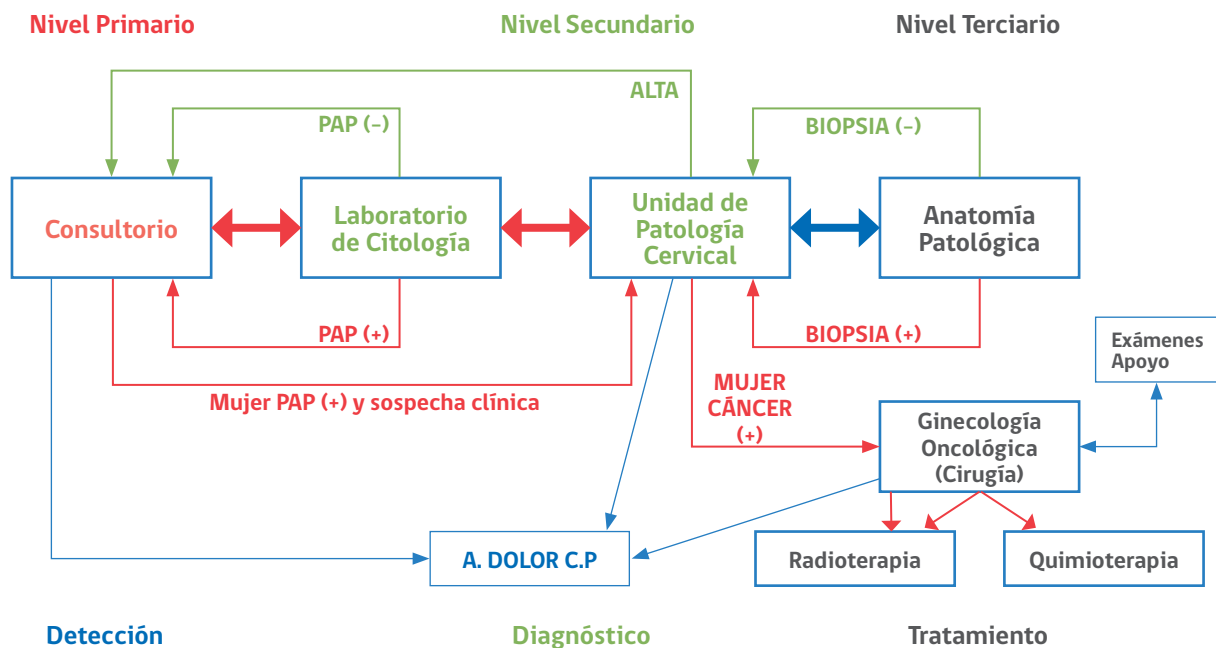 Nivel Primario
Nivel Secundario
Nivel Terciario
ALTA
PAP (–)
BIOPSIA (–)
Consultorio
Laboratorio
de Citología
Unidad de
Patología
Cervical
Anatomía
Patológica
PAP (+)
BIOPSIA (+)
Mujer PAP (+) y sospecha clínica
MUJER
CÁNCER
(+)
Exámenes
Apoyo
Ginecología
Oncológica
(Cirugía)
A. DOLOR C.P
Radioterapia
Quimioterapia
Detección
Diagnóstico
Tratamiento